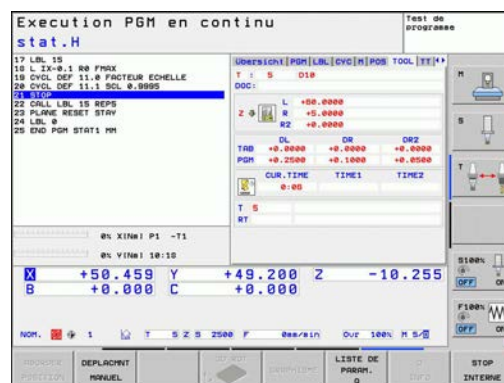 Execution PGM en continu
Test de programme
stat.H
17 LBL 15
18 L IX-0.1 R0 FMAX
19 CYCL DEF 11.0 FACTEUR ECHELLE
20 CYCL DEF 11.1 SCL 0.9995
21 STOP
22 CALL LBL 15 REP5
23 PLANE RESET STAY
24 LBL 0
25 END PGM STAT1 MM
Übersicht PGM LBL CYC M POS TOOL TT
T : 5 D10
DOC:
Z L +60.0000
R +5.0000
R2 +0.0000
DL DR DR2
TAB +0.0000 +0.0000 +0.0000
PGM +0.2500 +0.1000 +0.0500
CUR.TIME TIME1 TIME2
0:00
T 5
RT
0% X[Nm] P1 -T1
0% Y[Nm] 10:10
X +50.459 Y +49.200 Z -10.255
B +0.000 C +0.000
NOM. 1 T 5 Z S 2500 F 0mm/min Ovr 100% M 5/9
M
S
T
S100%
OFF ON
F100%
OFF ON
DEPLACMNT MANUEL
LISTE DE PARAM. Q
STOP INTERNE